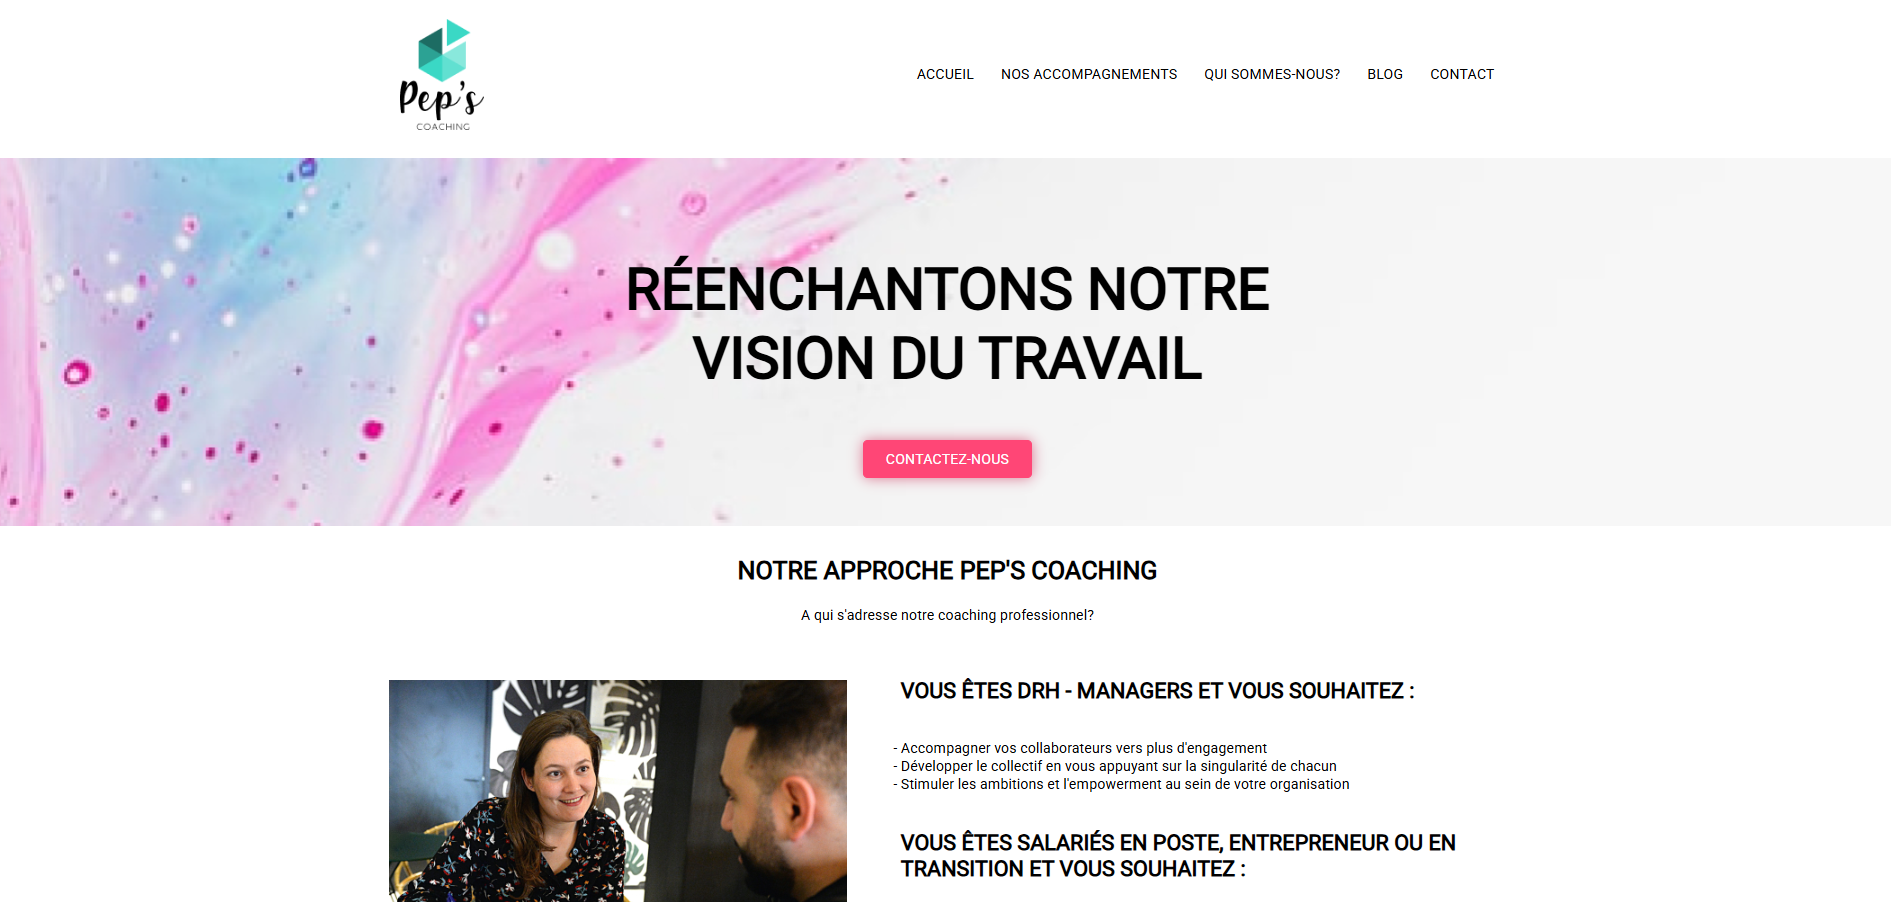 Pep's
COACHING
ACCUEIL NOS ACCOMPAGNEMENTS QUI SOMMES-NOUS? BLOG CONTACT
RÉENCHANTONS NOTRE
VISION DU TRAVAIL
CONTACTEZ-NOUS
NOTRE APPROCHE PEP'S COACHING
A qui s'adresse notre coaching professionnel?
VOUS ÊTES DRH - MANAGERS ET VOUS SOUHAITEZ :
- Accompagner vos collaborateurs vers plus d'engagement
- Développer le collectif en vous appuyant sur la singularité de chacun
- Stimuler les ambitions et l'empowerment au sein de votre organisation
VOUS ÊTES SALARIÉS EN POSTE, ENTREPRENEUR OU EN
TRANSITION ET VOUS SOUHAITEZ :